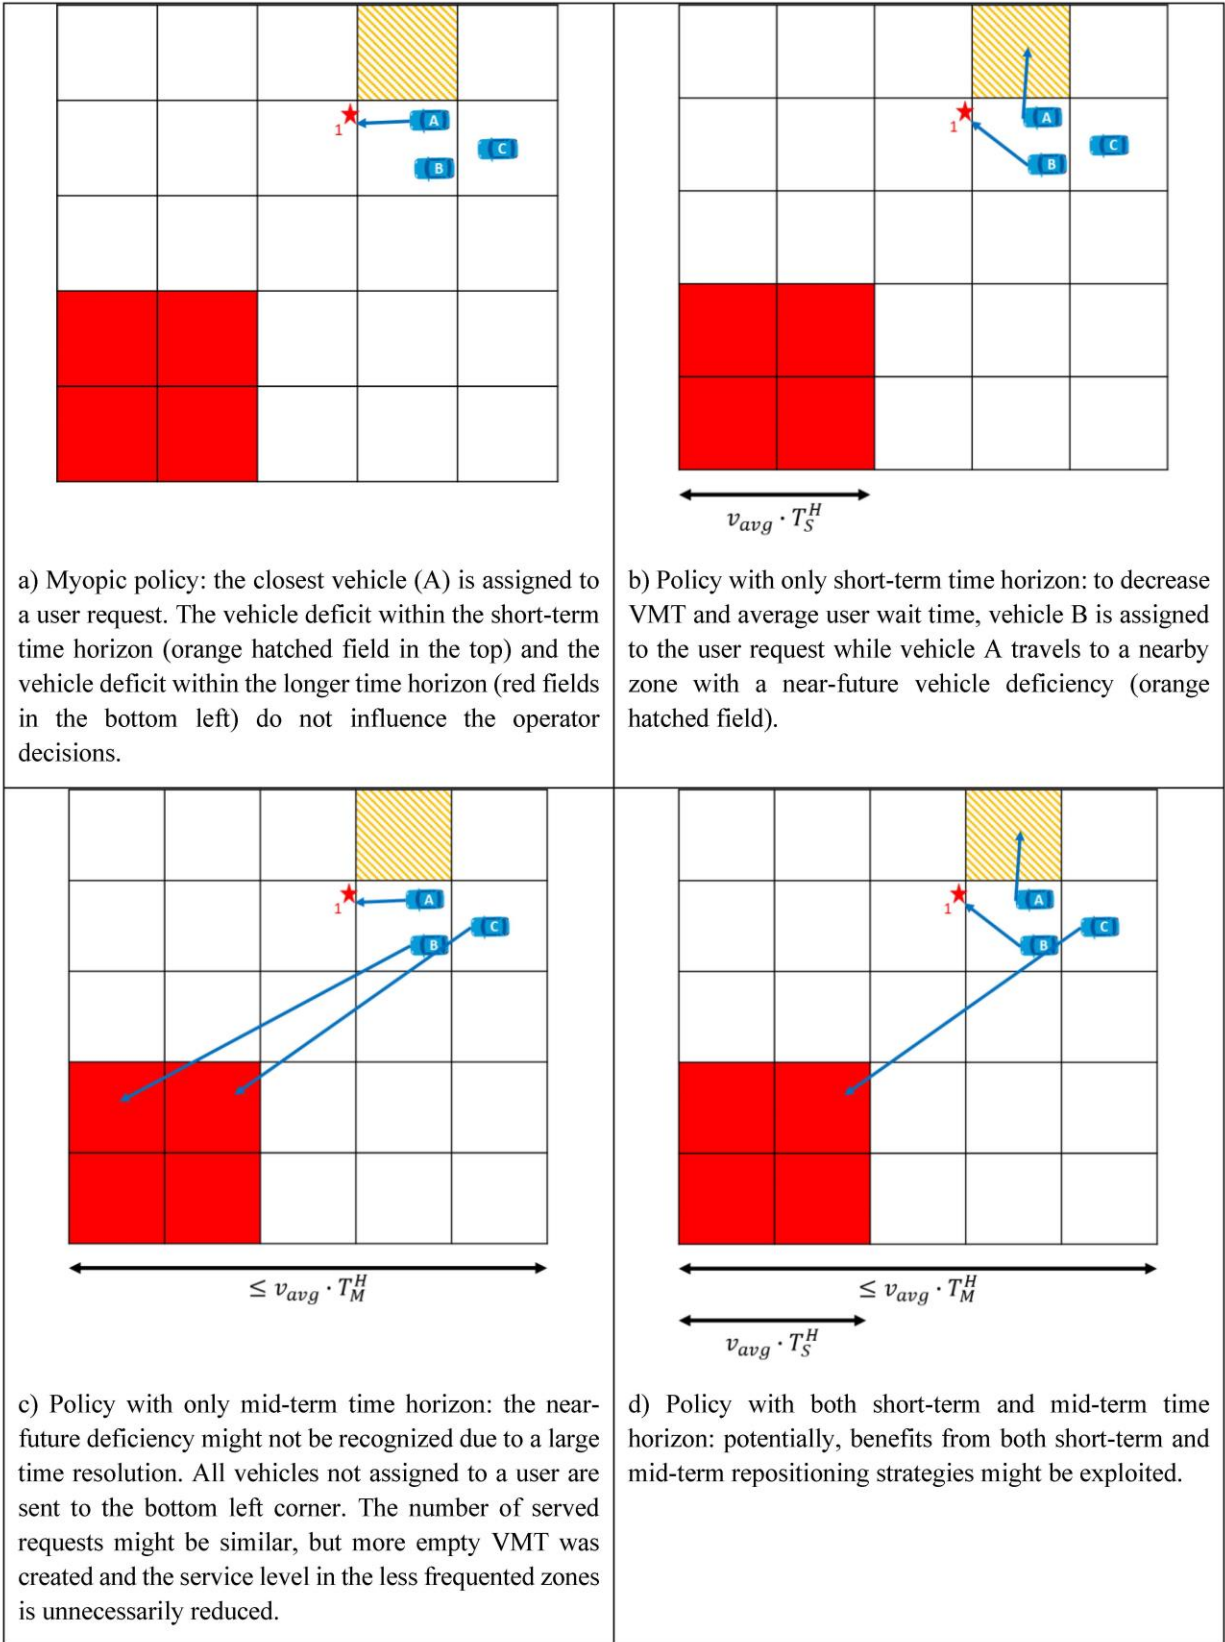 1
A
B
C
1
A
B
C
v_avg · T_S^H
a) Myopic policy: the closest vehicle (A) is assigned to
a user request. The vehicle deficit within the short-term
time horizon (orange hatched field in the top) and the
vehicle deficit within the longer time horizon (red fields
in the bottom left) do not influence the operator
decisions.
b) Policy with only short-term time horizon: to decrease
VMT and average user wait time, vehicle B is assigned
to the user request while vehicle A travels to a nearby
zone with a near-future vehicle deficiency (orange
hatched field).
1
A
B
C
≤ v_avg · T_M^H
1
A
B
C
≤ v_avg · T_M^H
v_avg · T_S^H
c) Policy with only mid-term time horizon: the near-
future deficiency might not be recognized due to a large
time resolution. All vehicles not assigned to a user are
sent to the bottom left corner. The number of served
requests might be similar, but more empty VMT was
created and the service level in the less frequented zones
is unnecessarily reduced.
d) Policy with both short-term and mid-term time
horizon: potentially, benefits from both short-term and
mid-term repositioning strategies might be exploited.